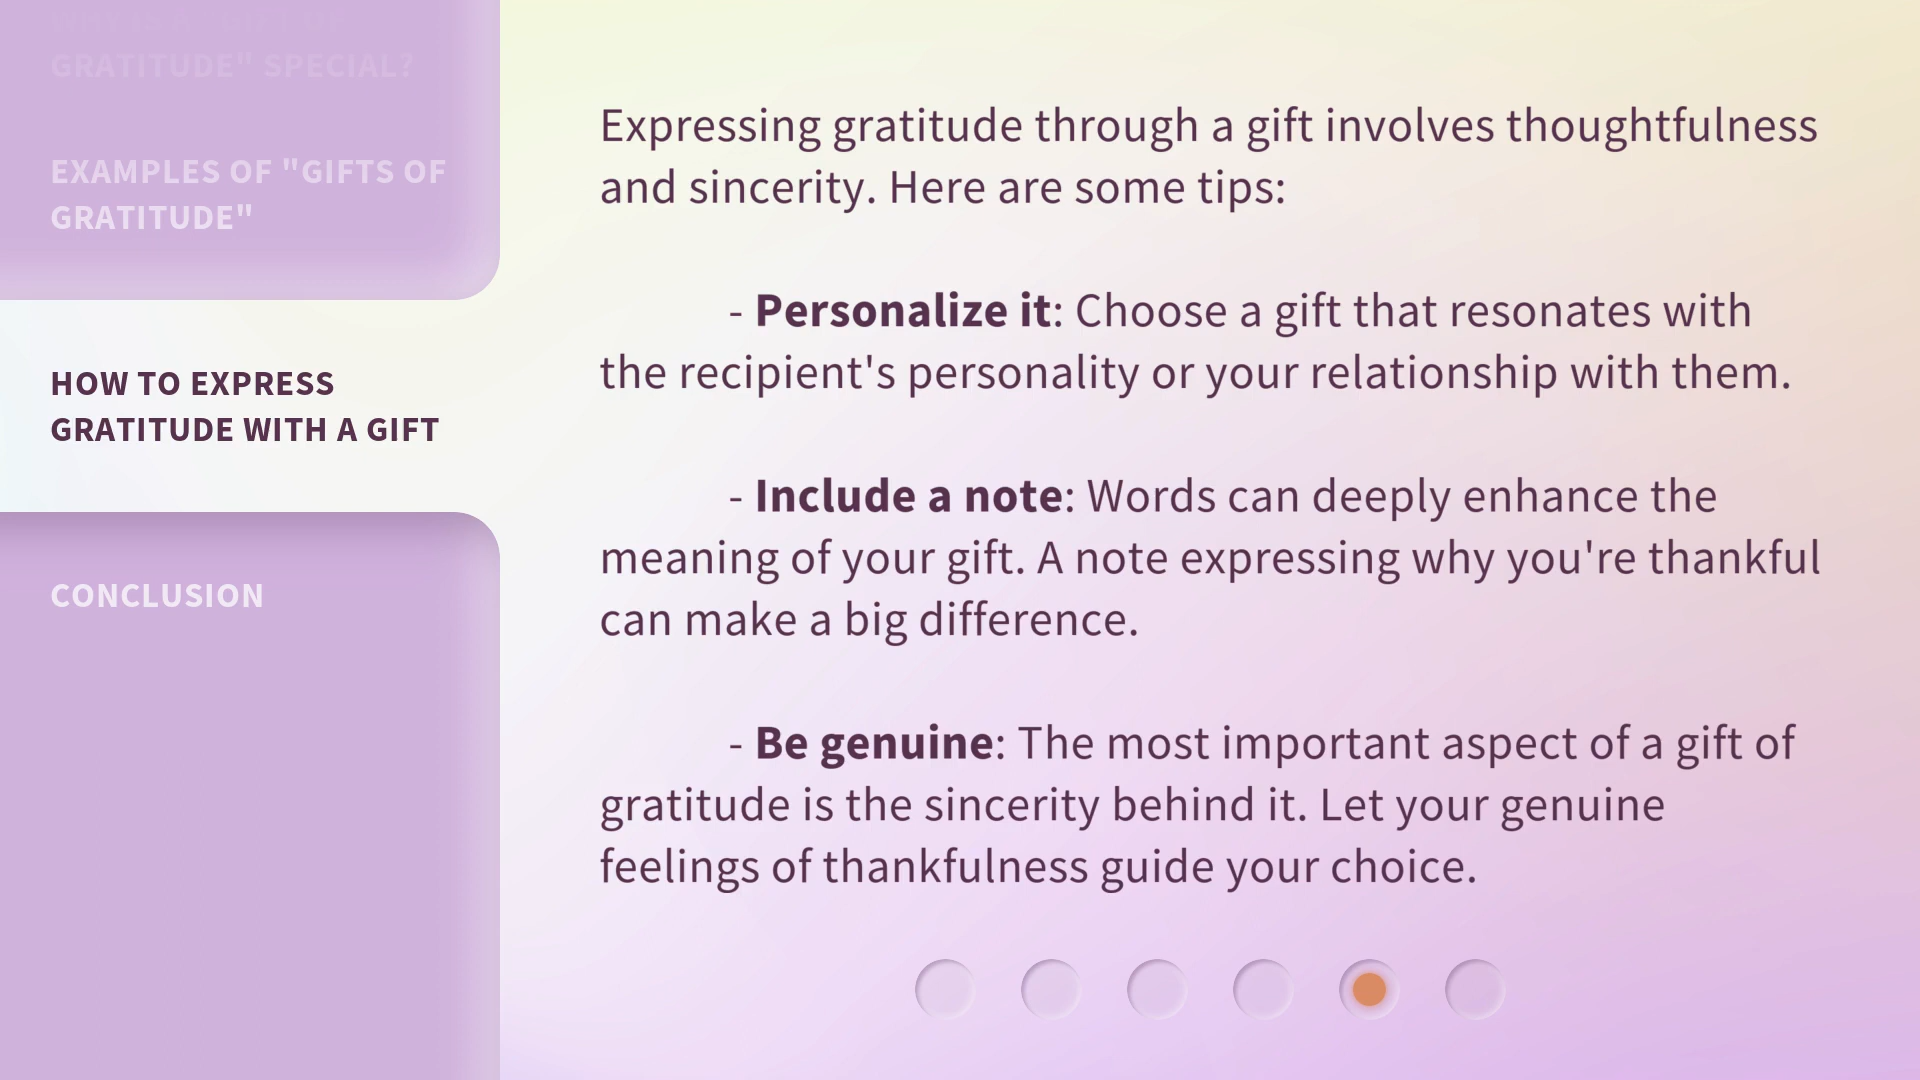 WHY IS A "GIFT OF
GRATITUDE" SPECIAL?
EXAMPLES OF "GIFTS OF
GRATITUDE"
HOW TO EXPRESS
GRATITUDE WITH A GIFT
CONCLUSION
Expressing gratitude through a gift involves thoughtfulness
and sincerity. Here are some tips:
- Personalize it: Choose a gift that resonates with
the recipient's personality or your relationship with them.
- Include a note: Words can deeply enhance the
meaning of your gift. A note expressing why you're thankful
can make a big difference.
- Be genuine: The most important aspect of a gift of
gratitude is the sincerity behind it. Let your genuine
feelings of thankfulness guide your choice.